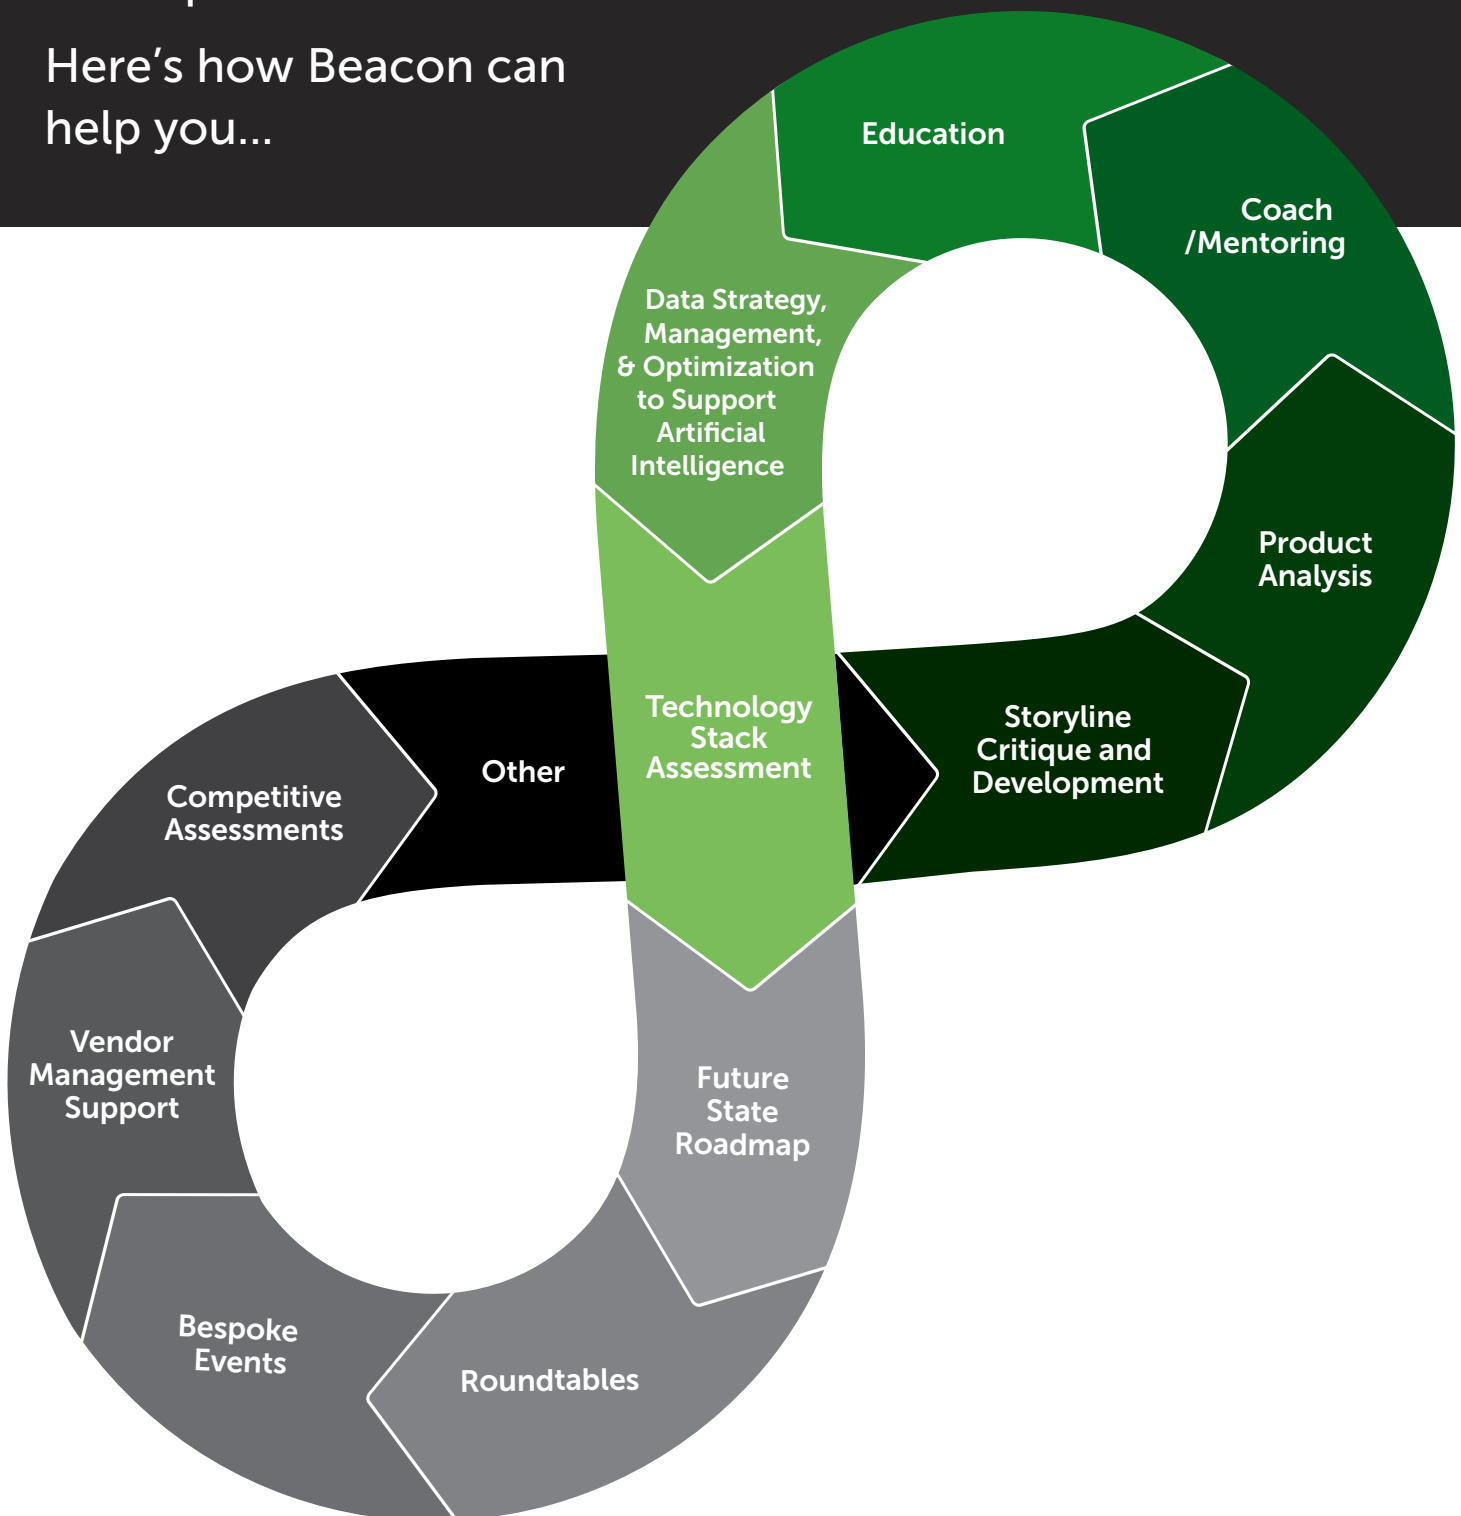 Here's how Beacon can
help you...
Education
Coach
/Mentoring
Data Strategy,
Management,
& Optimization
to Support
Artificial
Intelligence
Product
Analysis
Technology
Stack
Assessment
Storyline
Critique and
Development
Other
Competitive
Assessments
Vendor
Management
Support
Future
State
Roadmap
Bespoke
Events
Roundtables